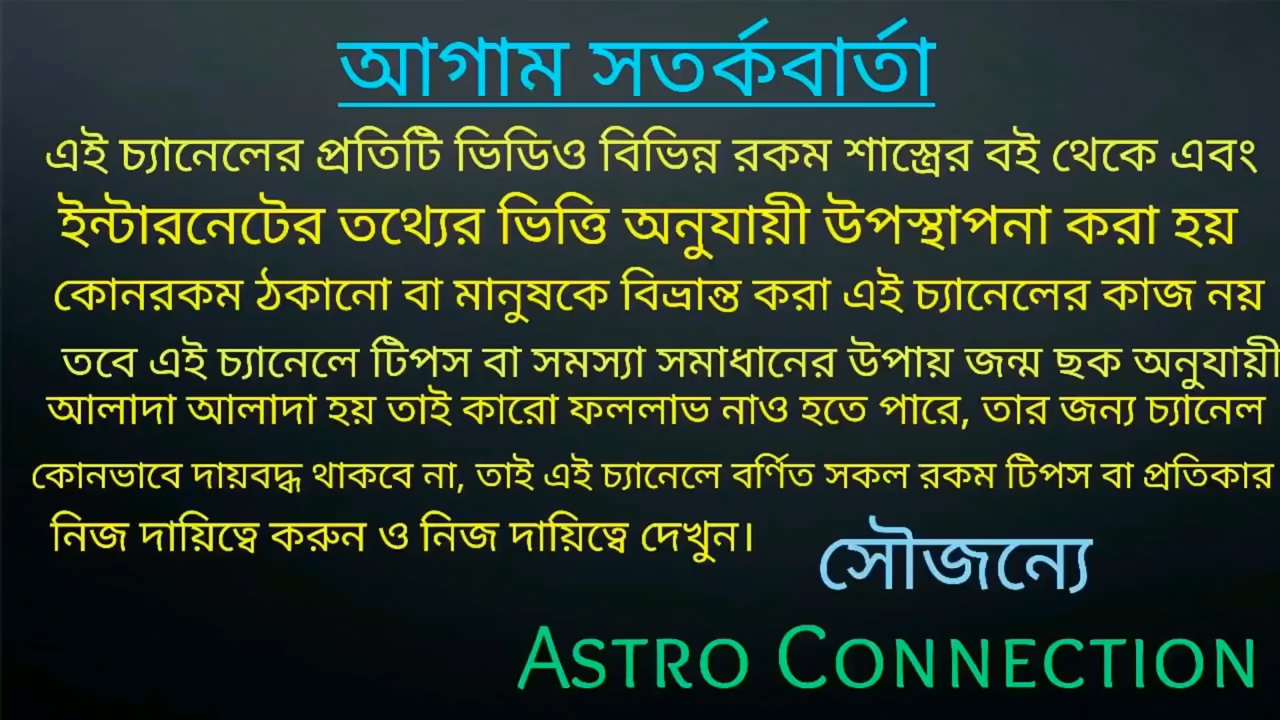 আগাম সতর্কবার্তা
এই চ্যানেলের প্রতিটি ভিডিও বিভিন্ন রকম শাস্ত্রের বই থেকে এবং
ইন্টারনেটের তথ্যের ভিত্তি অনুযায়ী উপস্থাপনা করা হয়
কোনরকম ঠকানো বা মানুষকে বিভ্রান্ত করা এই চ্যানেলের কাজ নয়
তবে এই চ্যানেলে টিপস বা সমস্যা সমাধানের উপায় জন্ম ছক অনুযায়ী
আলাদা আলাদা হয় তাই কারো ফললাভ নাও হতে পারে, তার জন্য চ্যানেল
কোনভাবে দায়বদ্ধ থাকবে না, তাই এই চ্যানেলে বর্ণিত সকল রকম টিপস বা প্রতিকার
নিজ দায়িত্বে করুন ও নিজ দায়িত্বে দেখুন।
সৌজন্যে
ASTRO CONNECTION